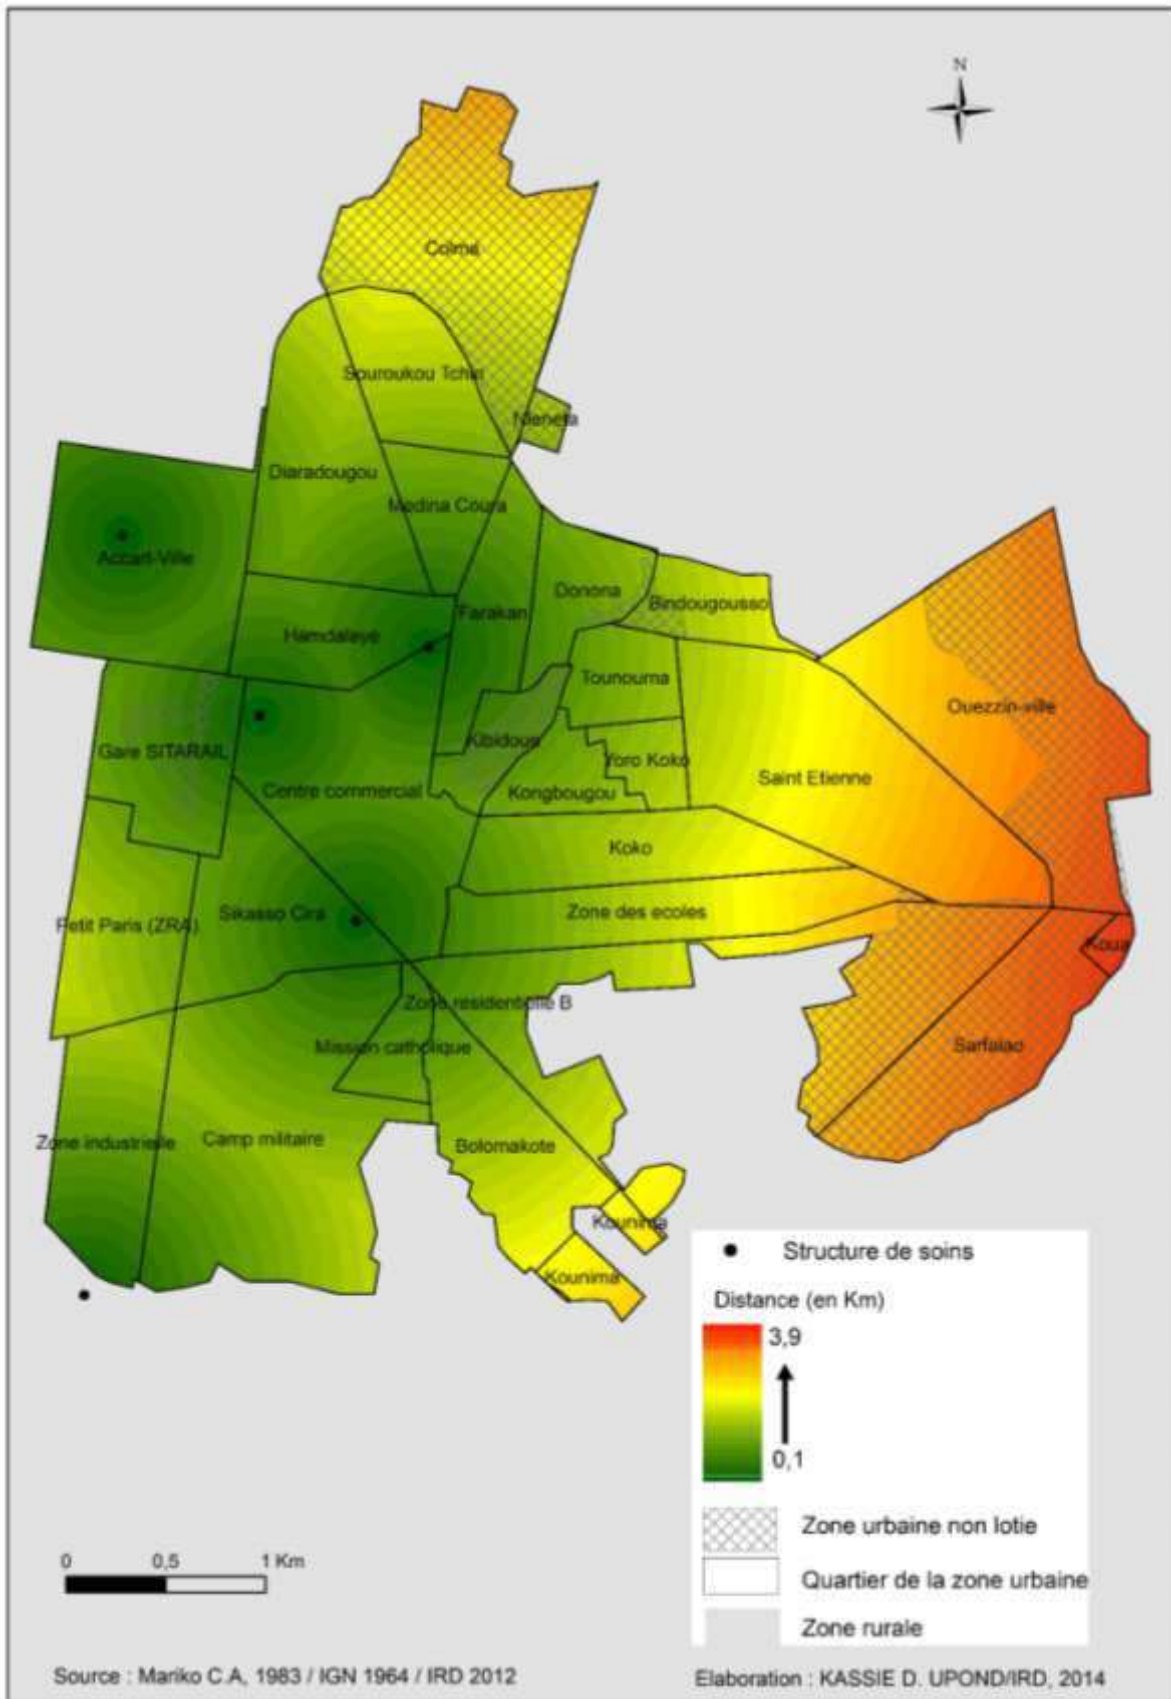 N
Colma
Souroukou Tchin
Nieneta
Diaradougou
Medina Coura
Accart-Ville
Donona
Bindougousso
Farakan
Hamdalaye
Tounouma
Ouezzin-ville
Kibidoue
Gare SITARAIL
Yoro Koko
Saint Etienne
Centre commercial
Kongbougou
Koko
Sikasso Cira
Zone des ecoles
Petit Paris (ZRA)
Koua
Zone residentielle B
Mission catholique
Sarfalao
Zone industrielle
Camp militaire
Bolomakote
Kounima
Kounima
Structure de soins
Distance (en Km)
3,9
0,1
Zone urbaine non lotie
Quartier de la zone urbaine
Zone rurale
0 0,5 1 Km
Source : Mariko C.A, 1983 / IGN 1964 / IRD 2012
Elaboration : KASSIE D. UPOND/IRD, 2014